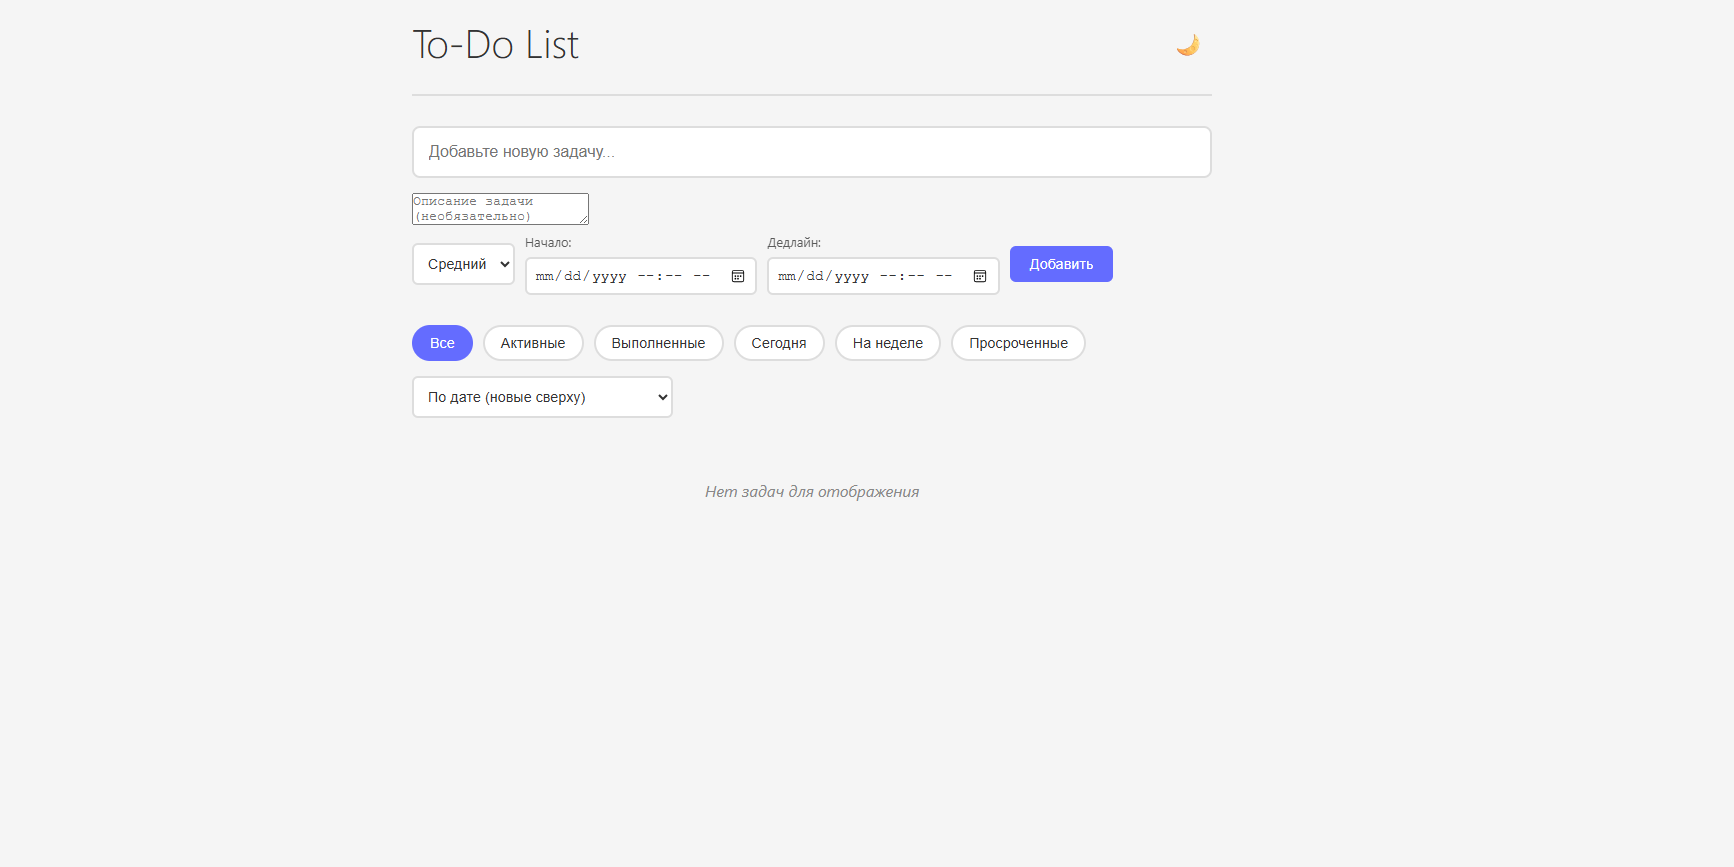 To-Do List
Добавьте новую задачу...
Описание задачи
(необязательно)
Начало:
Дедлайн:
Средний
mm/dd/yyyy --:-- --
mm/dd/yyyy --:-- --
Добавить
Все
Активные
Выполненные
Сегодня
На неделе
Просроченные
По дате (новые сверху)
Нет задач для отображения